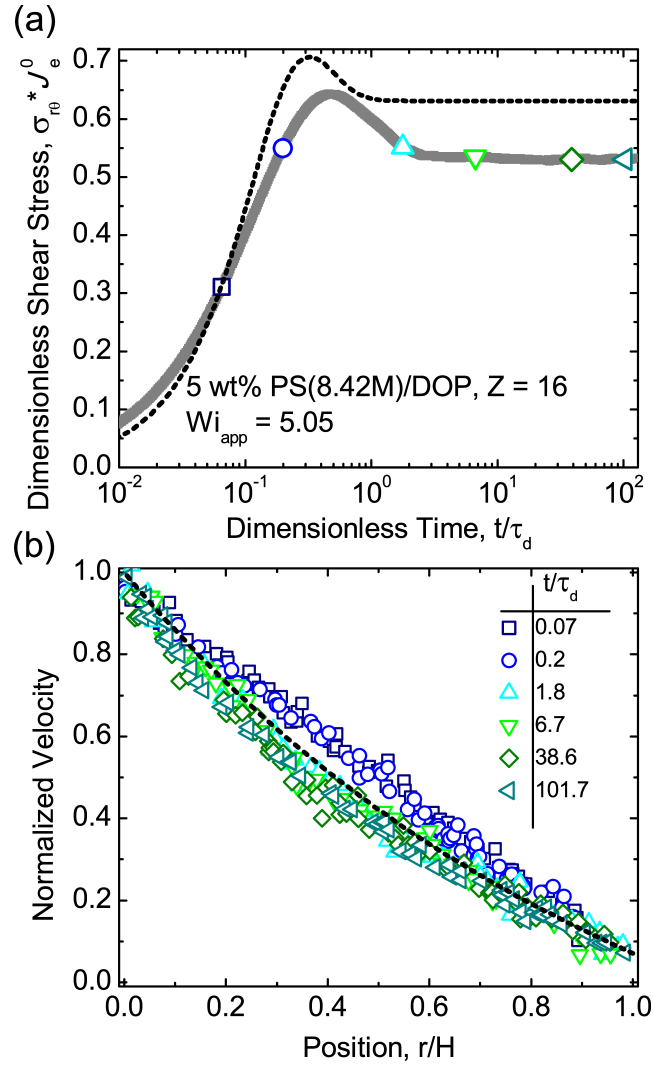 (a)
0.7
0.6
0.5
0.4
0.3
0.2
0.1
0.0
Dimensionless Shear Stress, σrθ* Je0
5 wt% PS(8.42M)/DOP, Z = 16
Wiapp = 5.05
10-2 10-1 100 101 102
Dimensionless Time, t/τd
(b)
1.0
0.8
0.6
0.4
0.2
0.0
Normalized Velocity
t/τd
0.07
0.2
1.8
6.7
38.6
101.7
0.0 0.2 0.4 0.6 0.8 1.0
Position, r/H